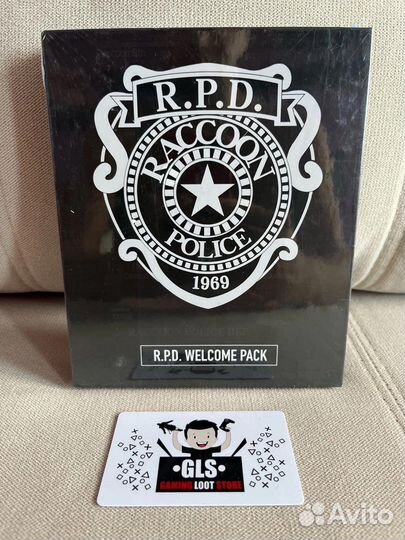 R.P.D.
RACCOON
POLICE
1969
R.P.D. WELCOME PACK
·GLS·
GAMING LOOT STORE
Avito